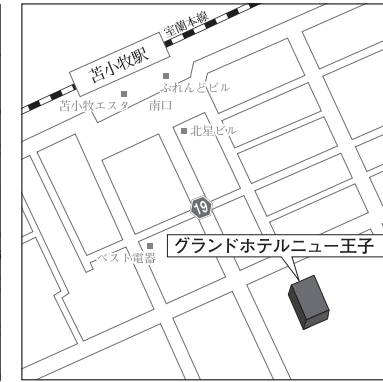 室蘭本線
苫小牧駅
ぶれんどビル
苫小牧エスタ
南口
北星ビル
19
グランドホテルニュー王子
ベスト電器